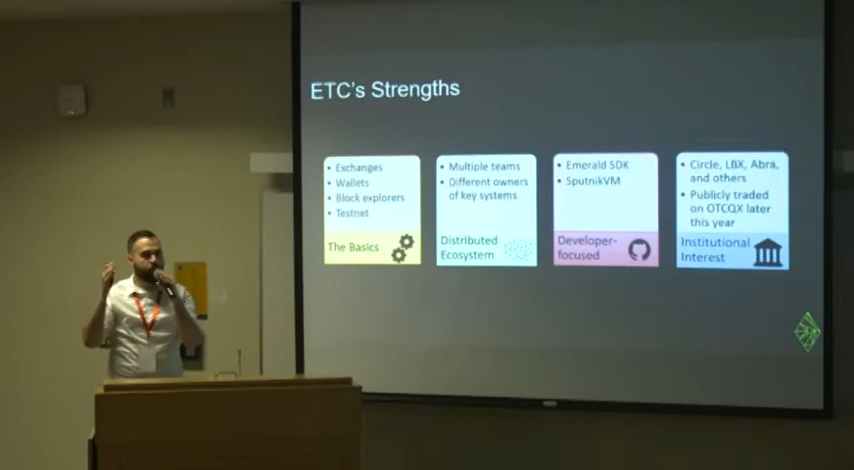 ETC's Strengths
• Exchanges
• Wallets
• Block explorers
• Testnet
The Basics
• Multiple teams
• Different owners
of key systems
Distributed
Ecosystem
• Emerald SDK
• SputnikVM
Developer-
focused
• Circle, LBX, Abra,
and others
• Publicly traded
on OTCQX later
this year
Institutional
Interest